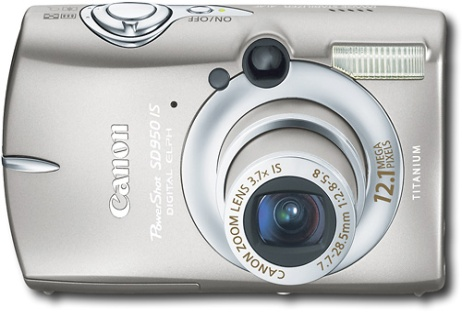 ON/OFF
Canon
PowerShot SD950 IS
DIGITAL ELPH
CANON ZOOM LENS 3.7x IS
7.7-28.5mm 1:2.8-5.8
12.1 MEGA
PIXELS
TITANIUM